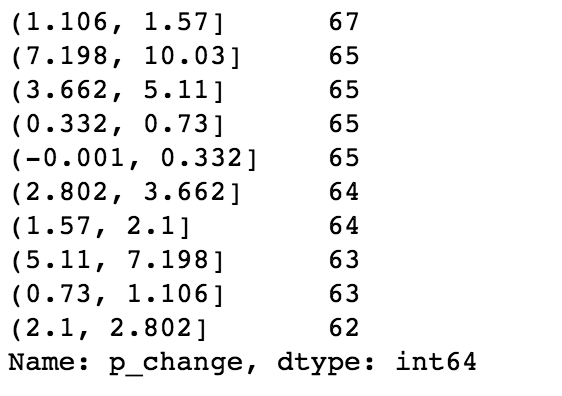 (1.106, 1.57]      67
(7.198, 10.03]     65
(3.662, 5.11]      65
(0.332, 0.73]      65
(-0.001, 0.332]    65
(2.802, 3.662]     64
(1.57, 2.1]        64
(5.11, 7.198]      63
(0.73, 1.106]      63
(2.1, 2.802]       62
Name: p_change, dtype: int64